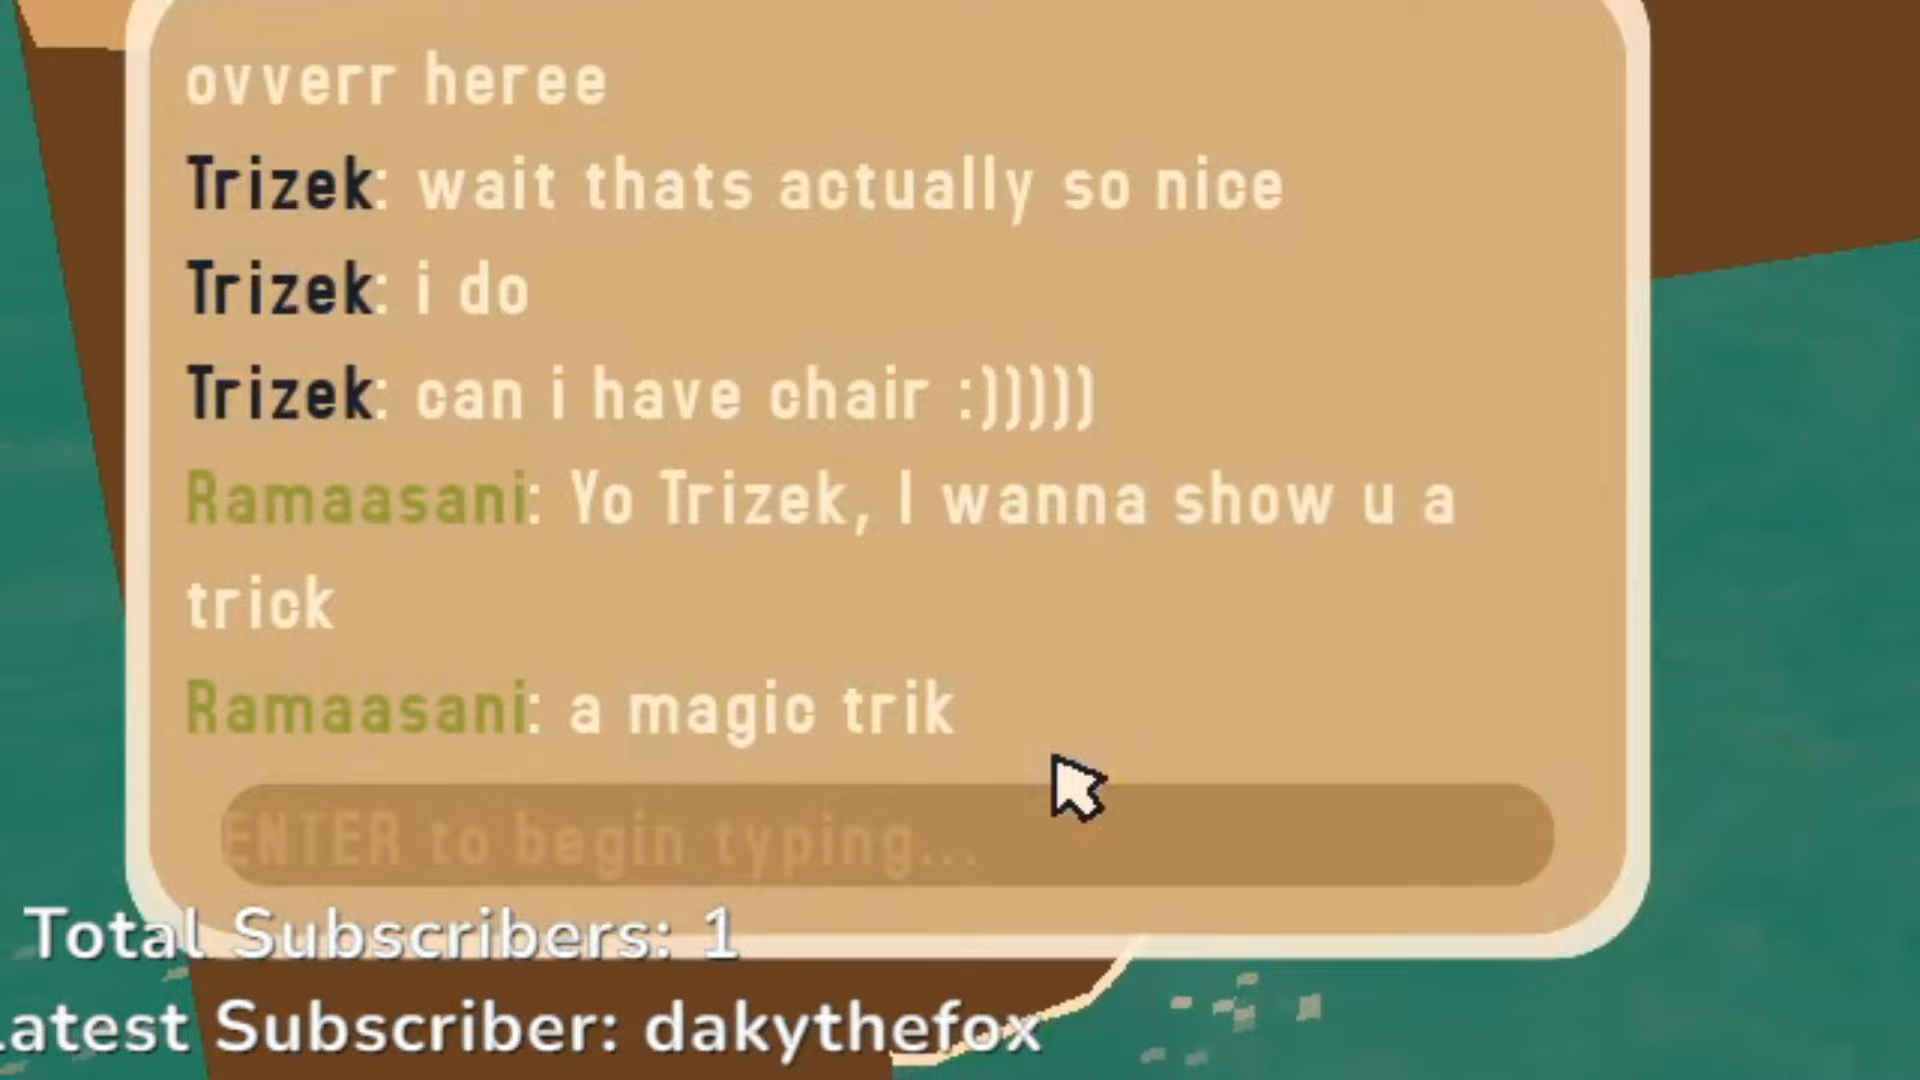 ovverr heree
Trizek: wait thats actually so nice
Trizek: i do
Trizek: can i have chair :)))))
Ramaasani: Yo Trizek, I wanna show u a
trick
Ramaasani: a magic trik
ENTER to begin typing...
Total Subscribers: 1
Latest Subscriber: dakythefox